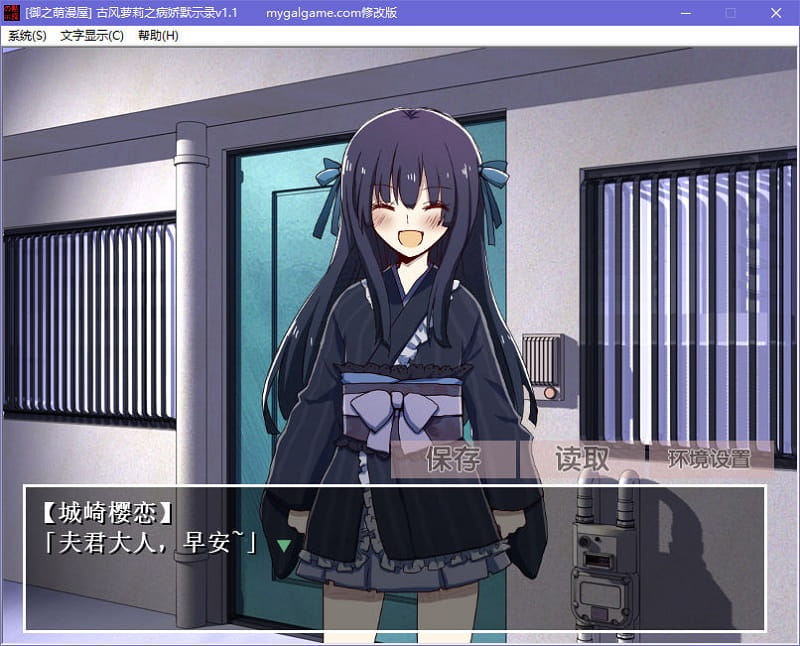 [御之萌漫屋] 古风萝莉之病娇默示录v1.1 mygalgame.com修改版
系统(S) 文字显示(C) 帮助(H)
保存 读取 环境设置
【城崎樱恋】
「夫君大人，早安~」